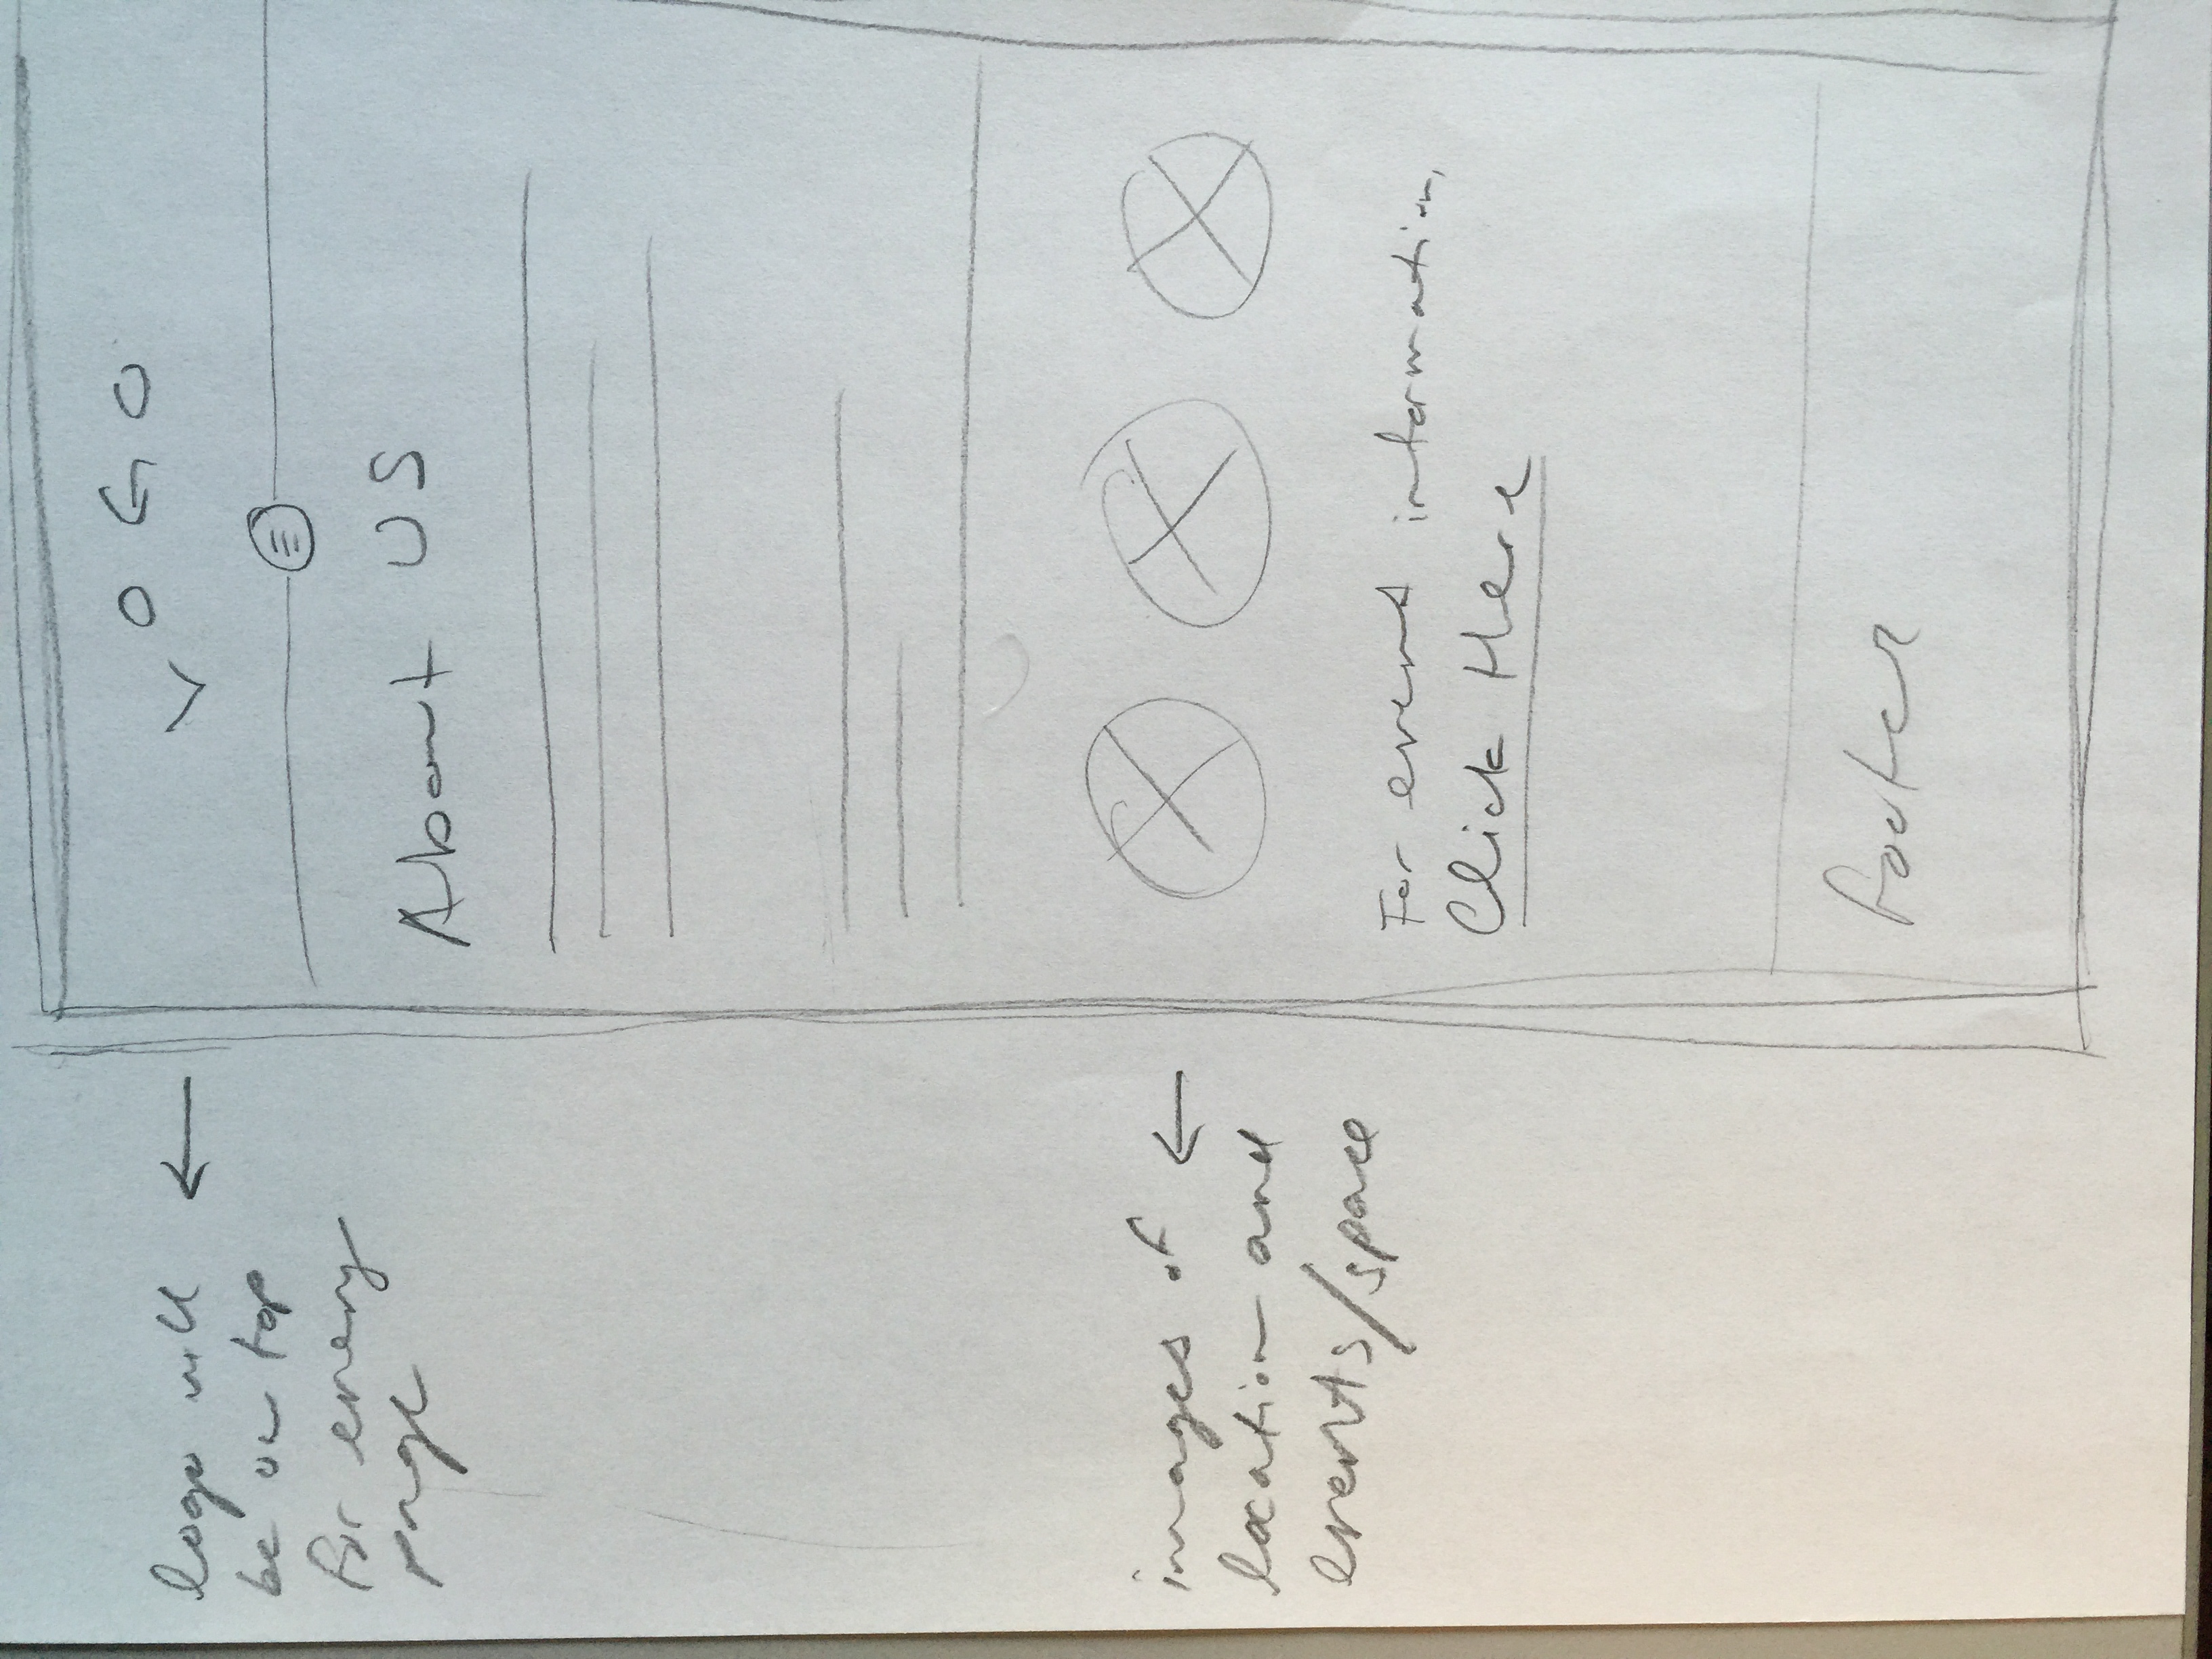 logo will
be on top
for every
page
images of
location and
events/space
LOGO
About US
For event information,
Click Here
footer